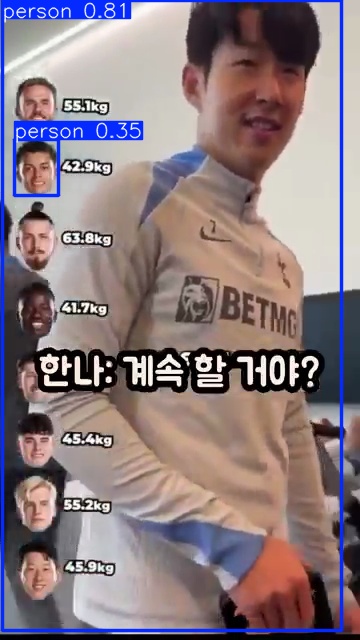 person 0.81
55.1kg
person 0.35
42.9kg
63.8kg
7
BETMG
41.7kg
한나: 계속 할 거야?
45.4kg
55.2kg
45.9kg